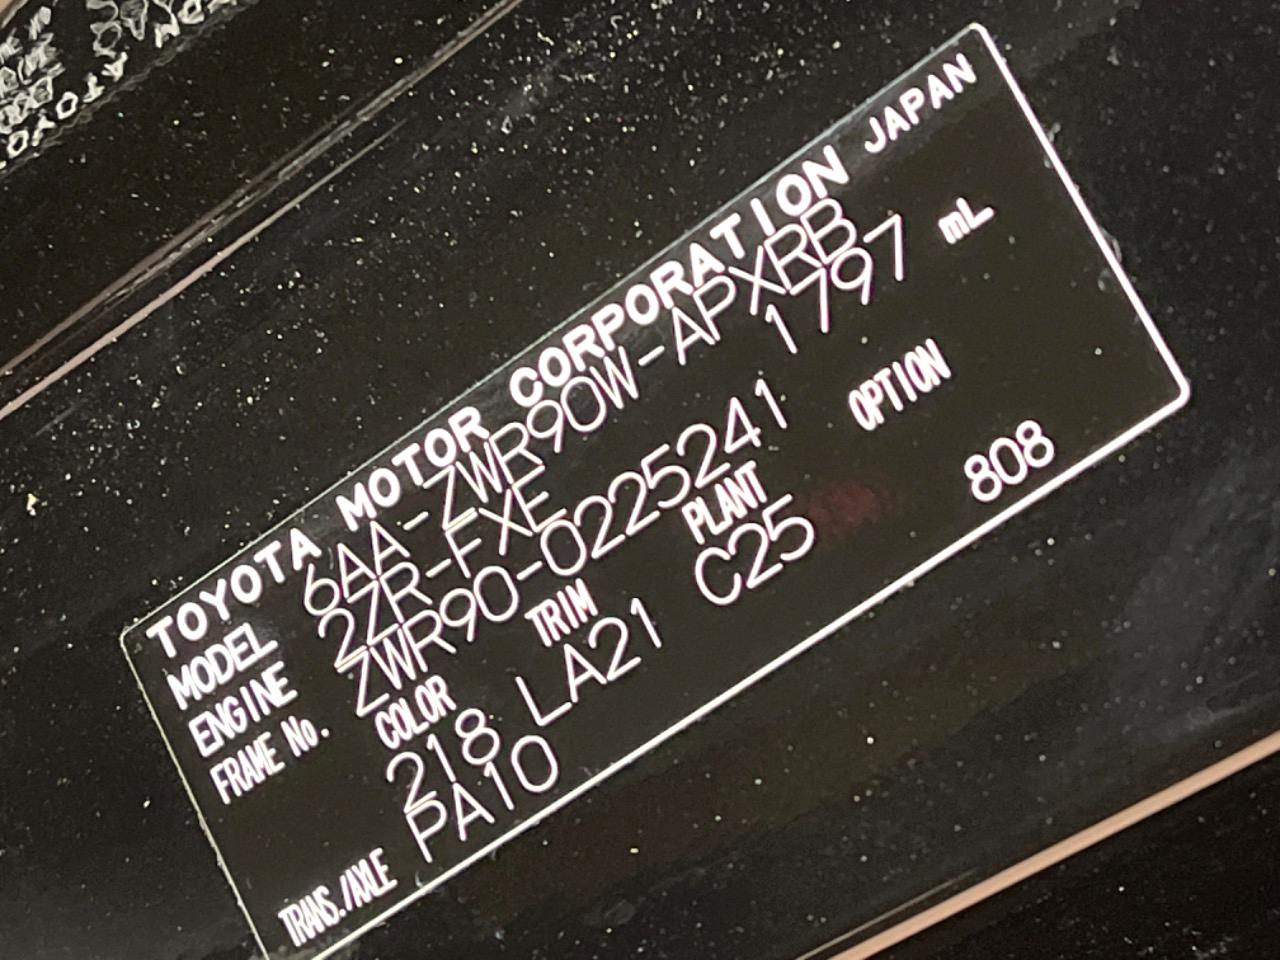 TOYOTA MOTOR CORPORATION JAPAN
MODEL 6AA-ZWR90W-APXRB
ENGINE 2ZR-FXE 1797 mL
FRAME No. ZWR90-0225241
COLOR TRIM PLANT OPTION
218 LA21 C25 808
TRANS./AXLE PA10